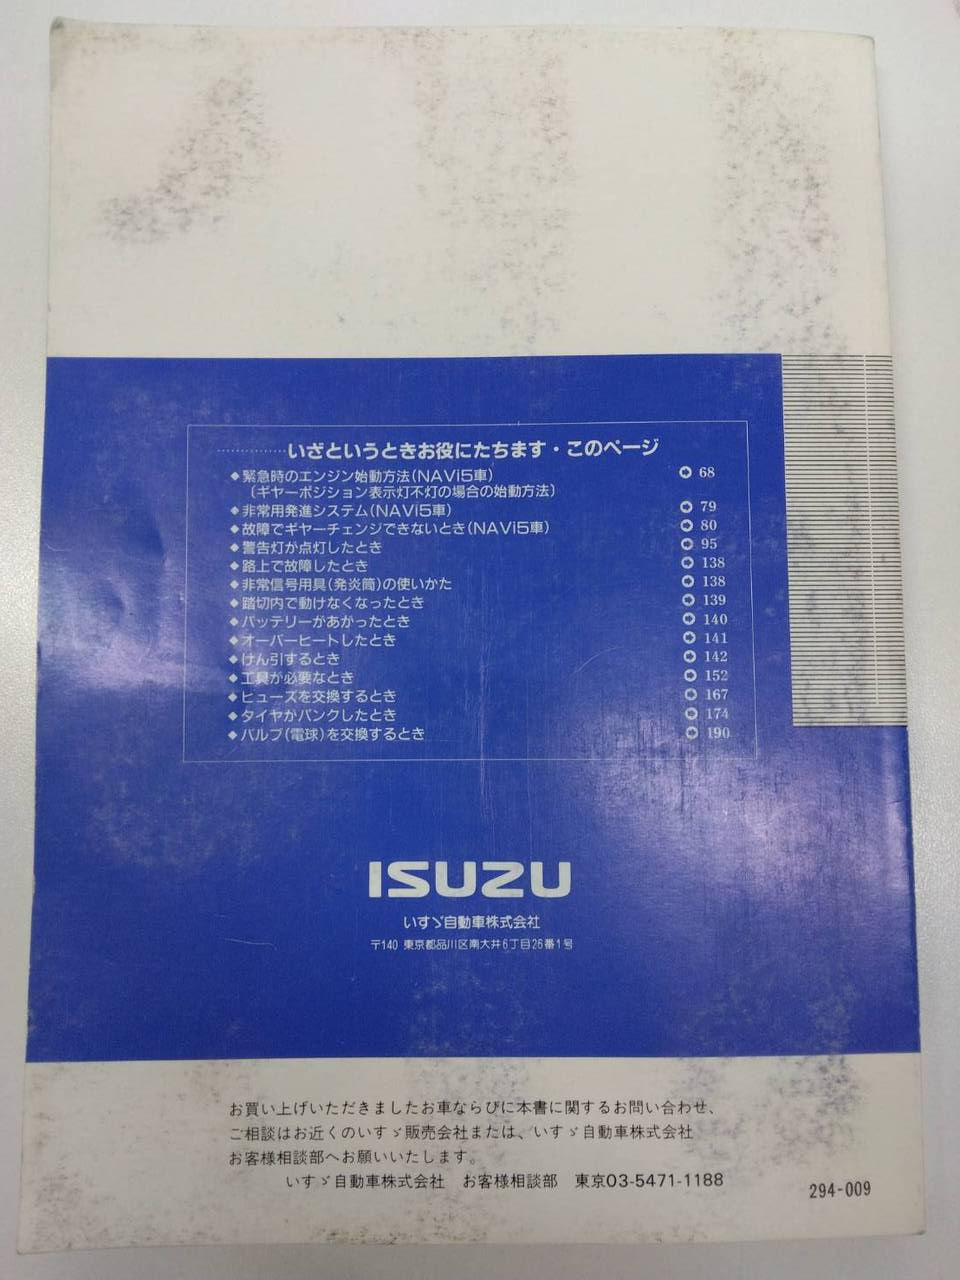 いざというときお役にたちます・このページ
◆緊急時のエンジン始動方法(NAVi5車) 68
〔ギヤーポジション表示灯不灯の場合の始動方法〕
◆非常用発進システム(NAVi5車) 79
◆故障でギヤーチェンジできないとき(NAVi5車) 80
◆警告灯が点灯したとき 95
◆路上で故障したとき 138
◆非常信号用具(発炎筒)の使いかた 138
◆踏切内で動けなくなったとき 139
◆バッテリーがあがったとき 140
◆オーバーヒートしたとき 141
◆けん引するとき 142
◆工具が必要なとき 152
◆ヒューズを交換するとき 167
◆タイヤがパンクしたとき 174
◆バルブ(電球)を交換するとき 190
ISUZU
いすゞ自動車株式会社
〒140 東京都品川区南大井6丁目26番1号
お買い上げいただきましたお車ならびに本書に関するお問い合わせ、
ご相談はお近くのいすゞ販売会社または、いすゞ自動車株式会社
お客様相談部へお願いいたします。
いすゞ自動車株式会社 お客様相談部 東京03-5471-1188
294-009